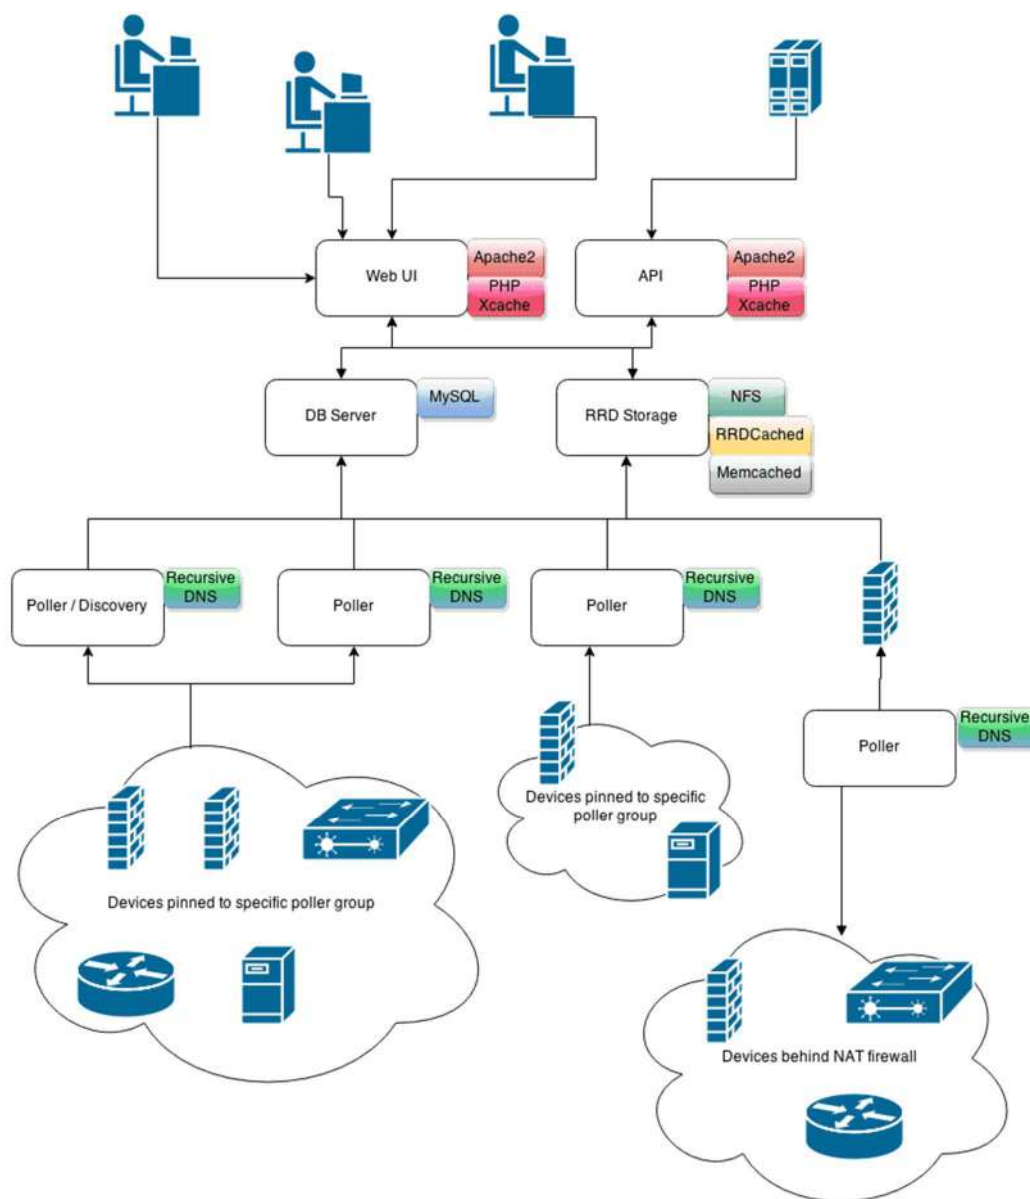 Web UI
Apache2
PHP
Xcache
API
Apache2
PHP
Xcache
DB Server
MySQL
RRD Storage
NFS
RRDCached
Memcached
Poller / Discovery
Recursive
DNS
Poller
Recursive
DNS
Poller
Recursive
DNS
Poller
Recursive
DNS
Devices pinned to specific
poller group
Devices pinned to specific poller group
Devices behind NAT firewall